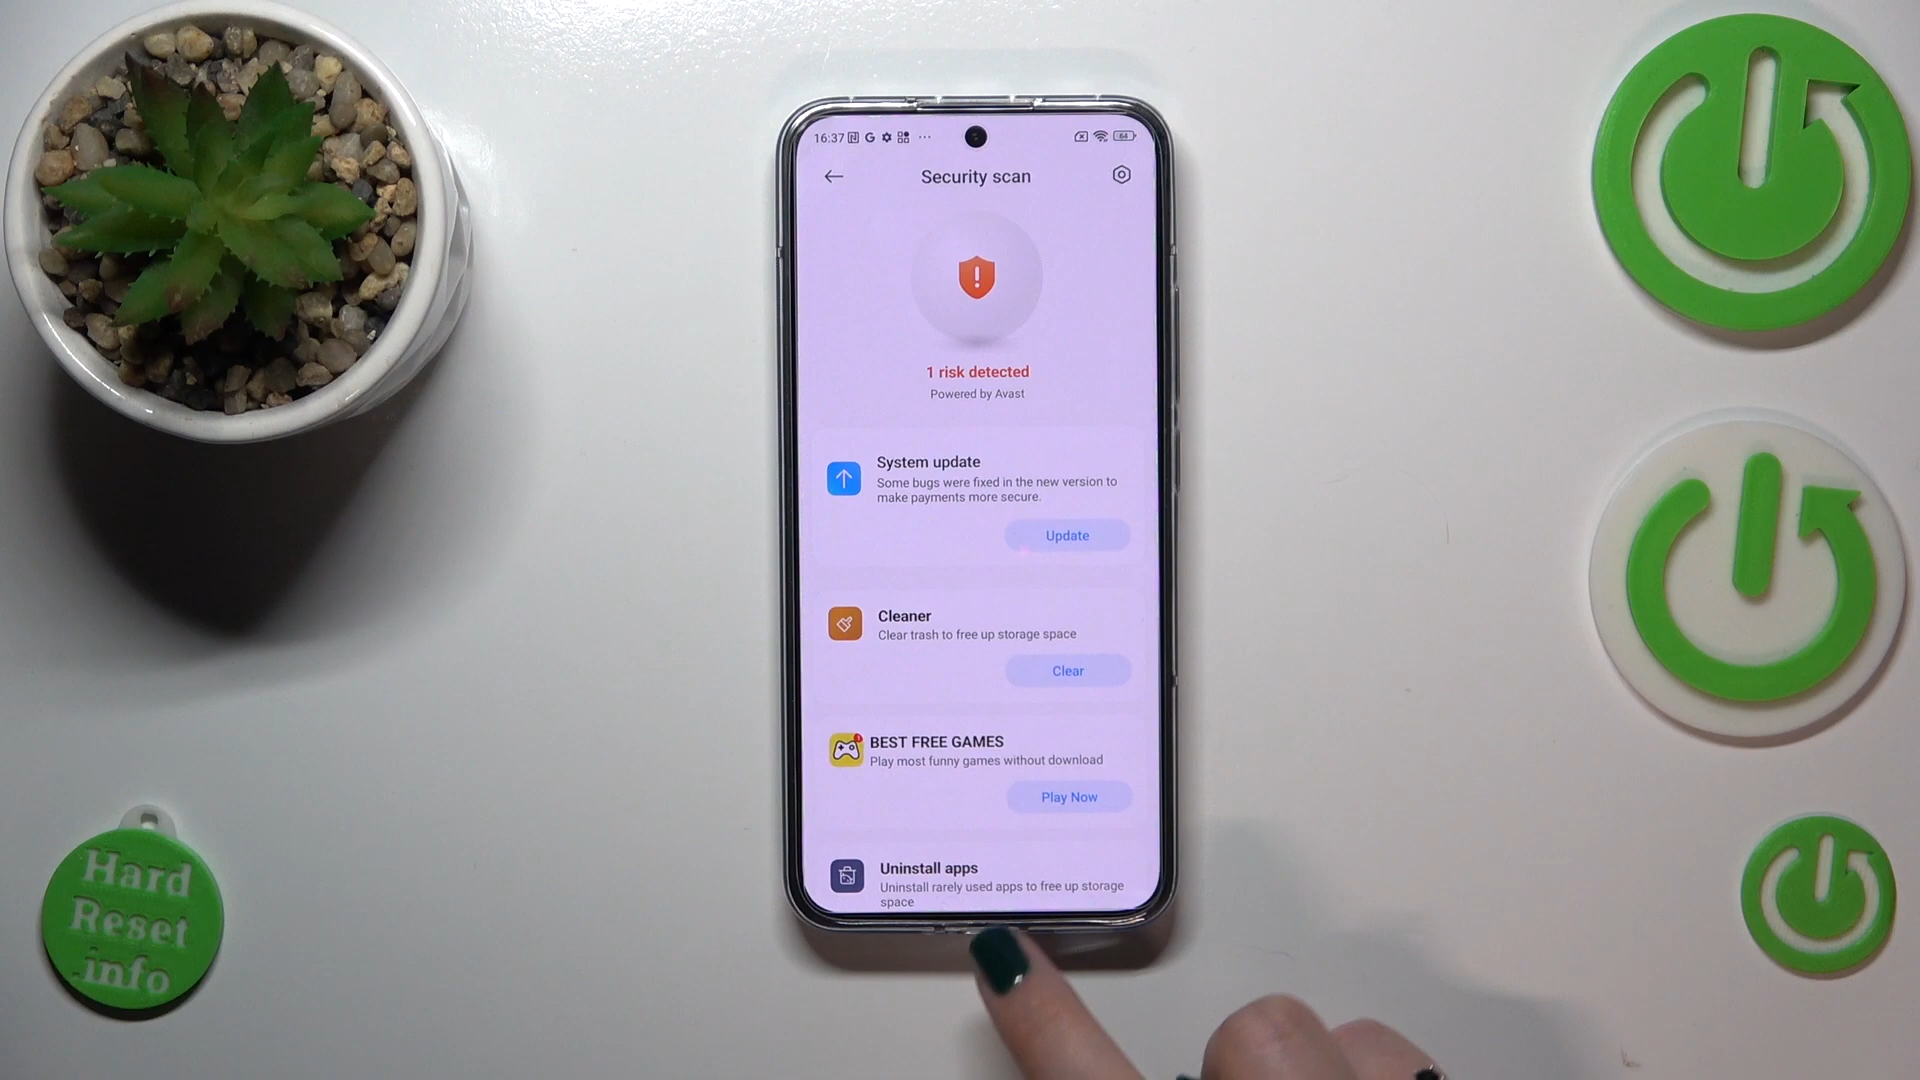 16:37
64
Security scan
1 risk detected
Powered by Avast
System update
Some bugs were fixed in the new version to
make payments more secure.
Update
Cleaner
Clear trash to free up storage space
Clear
BEST FREE GAMES
Play most funny games without download
Play Now
Uninstall apps
Uninstall rarely used apps to free up storage
space
Hard
Reset
.info